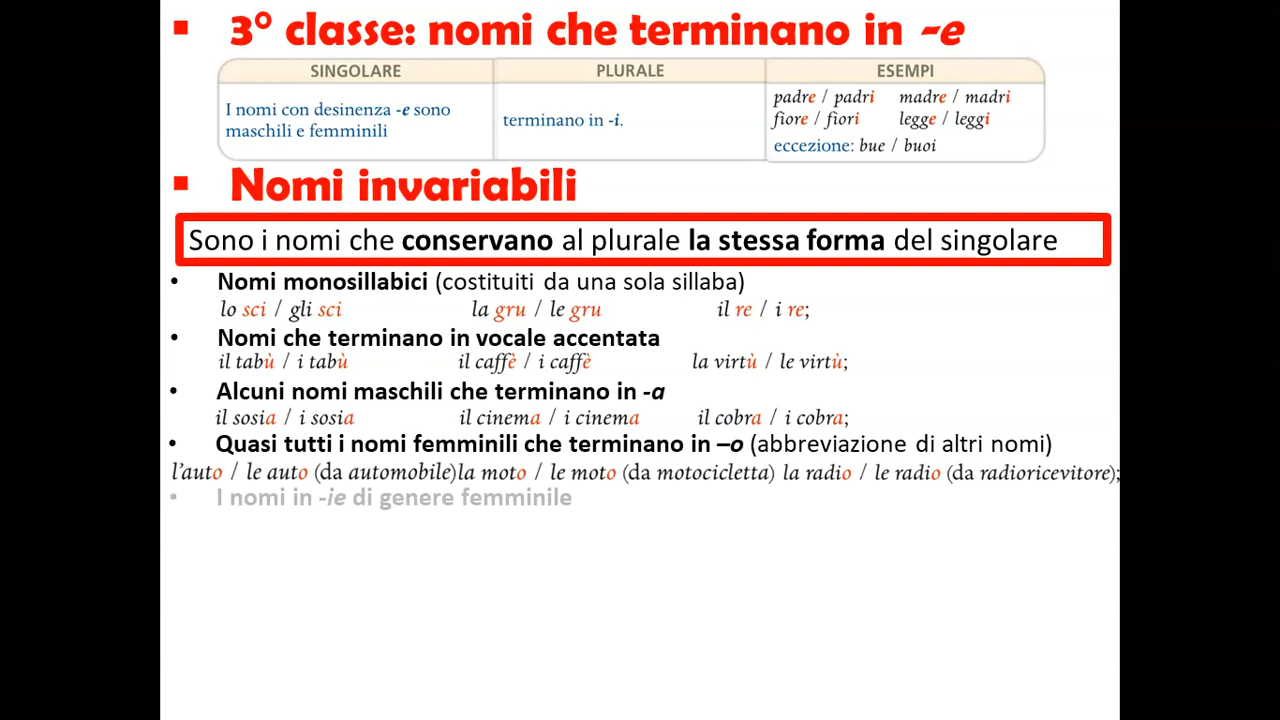 ▪ 3° classe: nomi che terminano in -e
SINGOLARE PLURALE ESEMPI
I nomi con desinenza -e sono maschili e femminili
terminano in -i.
padre / padri madre / madri
fiore / fiori legge / leggi
eccezione: bue / buoi
▪ Nomi invariabili
Sono i nomi che conservano al plurale la stessa forma del singolare
• Nomi monosillabici (costituiti da una sola sillaba)
lo sci / gli sci la gru / le gru il re / i re;
• Nomi che terminano in vocale accentata
il tabù / i tabù il caffè / i caffè la virtù / le virtù;
• Alcuni nomi maschili che terminano in -a
il sosia / i sosia il cinema / i cinema il cobra / i cobra;
• Quasi tutti i nomi femminili che terminano in –o (abbreviazione di altri nomi)
l'auto / le auto (da automobile) la moto / le moto (da motocicletta) la radio / le radio (da radioricevitore);
• I nomi in -ie di genere femminile